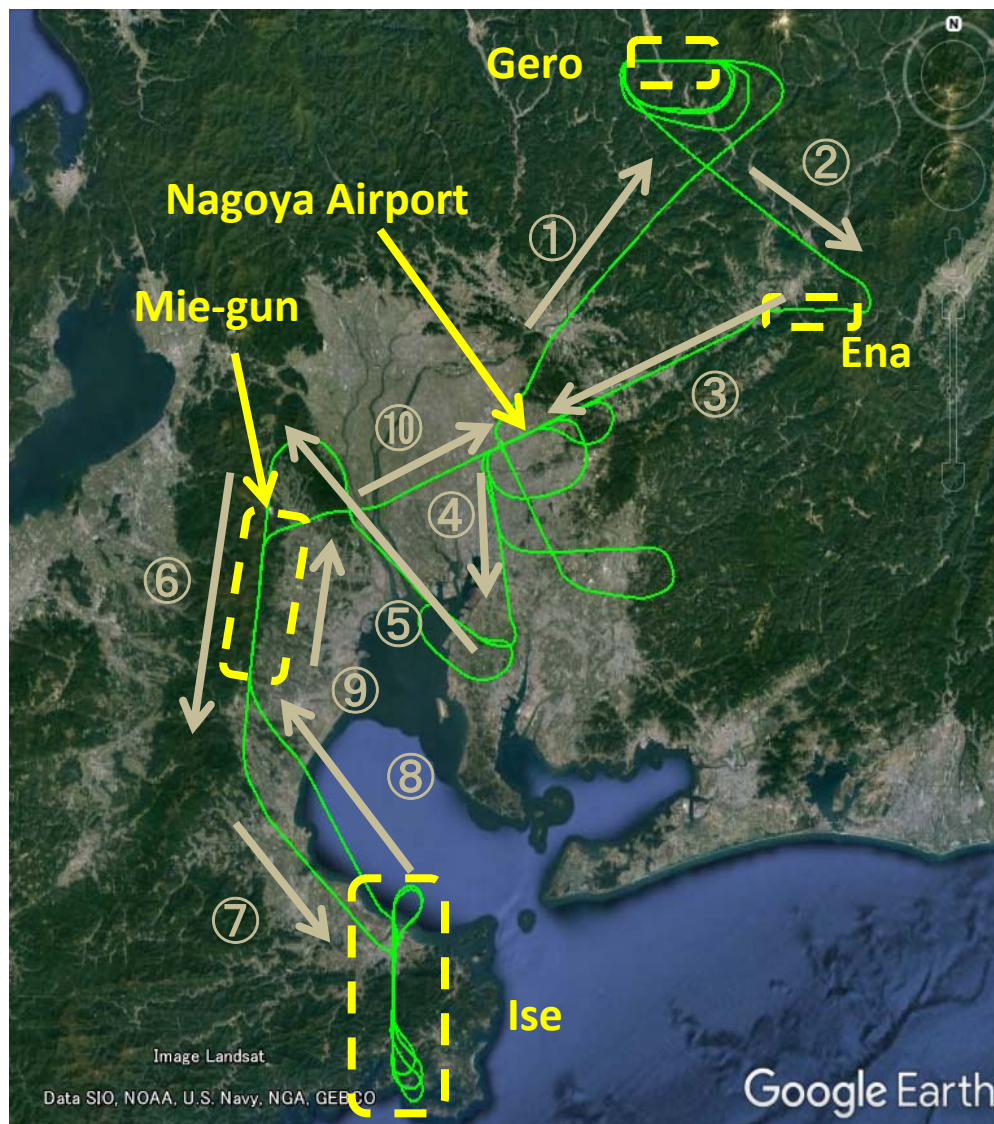 N
Gero
②
Nagoya Airport
①
Mie-gun
Ena
③
⑩
④
⑥
⑤
⑨
⑧
⑦
Ise
Image Landsat
Data SIO, NOAA, U.S. Navy, NGA, GEBCO
Google Earth